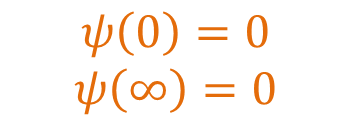 ψ(0) = 0
ψ(∞) = 0